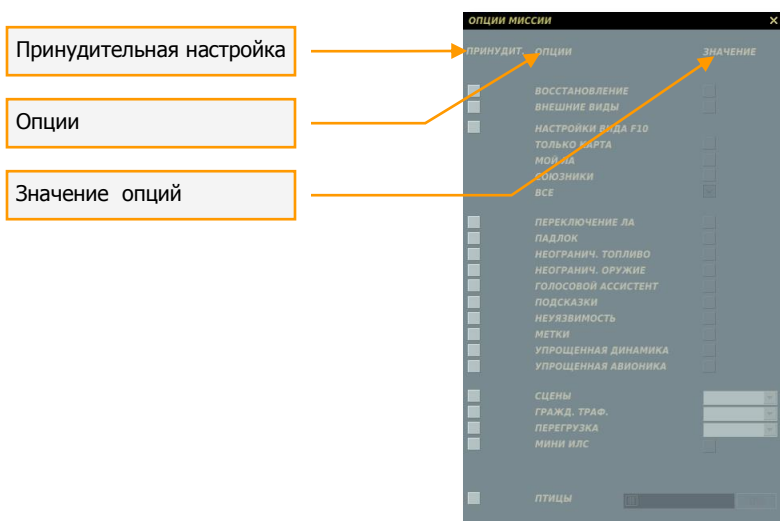 ОПЦИИ МИССИИ
Принудительная настройка
ПРИНУДИТ. ОПЦИИ ЗНАЧЕНИЕ
ВОССТАНОВЛЕНИЕ
ВНЕШНИЕ ВИДЫ
Опции
НАСТРОЙКИ ВИДА F10
ТОЛЬКО КАРТА
МОЙ ЛА
СОЮЗНИКИ
Значение опций
ВСЕ
ПЕРЕКЛЮЧЕНИЕ ЛА
ПАДЛОК
НЕОГРАНИЧ. ТОПЛИВО
НЕОГРАНИЧ. ОРУЖИЕ
ГОЛОСОВОЙ АССИСТЕНТ
ПОДСКАЗКИ
НЕУЯЗВИМОСТЬ
МЕТКИ
УПРОЩЕННАЯ ДИНАМИКА
УПРОЩЕННАЯ АВИОНИКА
СЦЕНЫ
ГРАЖД. ТРАФ.
ПЕРЕГРУЗКА
МИНИ ИЛС
ПТИЦЫ